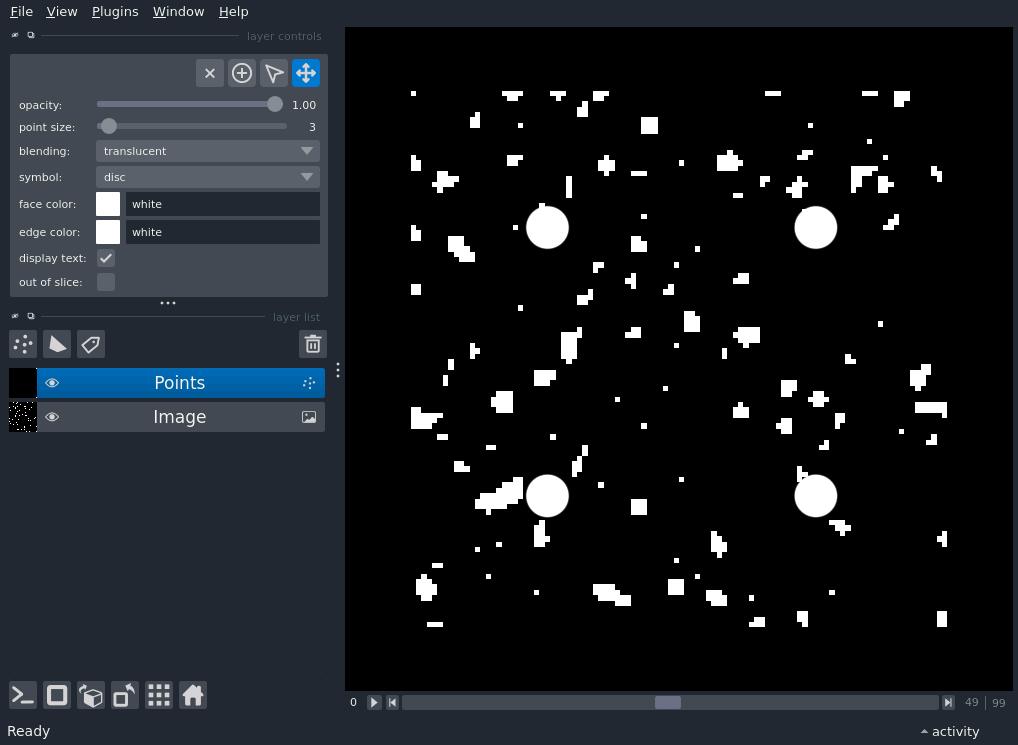 File View Plugins Window Help
layer controls
opacity: 1.00
point size: 3
blending: translucent
symbol: disc
face color: white
edge color: white
display text:
out of slice:
layer list
Points
Image
0 49 99
Ready activity